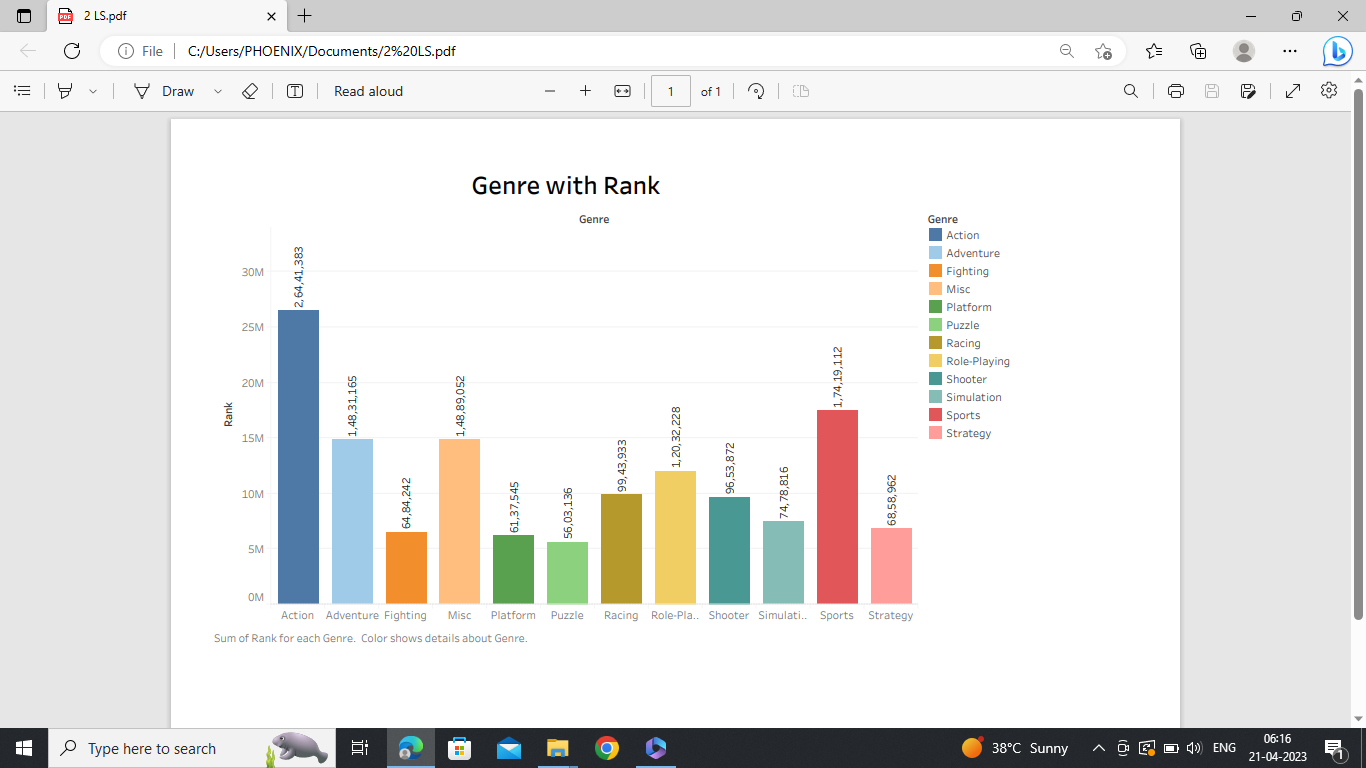 2 LS.pdf
File
C:/Users/PHOENIX/Documents/2%20LS.pdf
Draw
Read aloud
1 of 1
Genre with Rank
Genre
Rank
30M
25M
20M
15M
10M
5M
0M
2,64,41,383
1,48,31,165
64,84,242
1,48,89,052
61,37,545
56,03,136
99,43,933
1,20,32,228
96,53,872
74,78,816
1,74,19,112
68,58,962
Action Adventure Fighting Misc Platform Puzzle Racing Role-Pla.. Shooter Simulati.. Sports Strategy
Sum of Rank for each Genre. Color shows details about Genre.
Genre
Action
Adventure
Fighting
Misc
Platform
Puzzle
Racing
Role-Playing
Shooter
Simulation
Sports
Strategy
Type here to search
38°C Sunny
ENG
06:16
21-04-2023
1